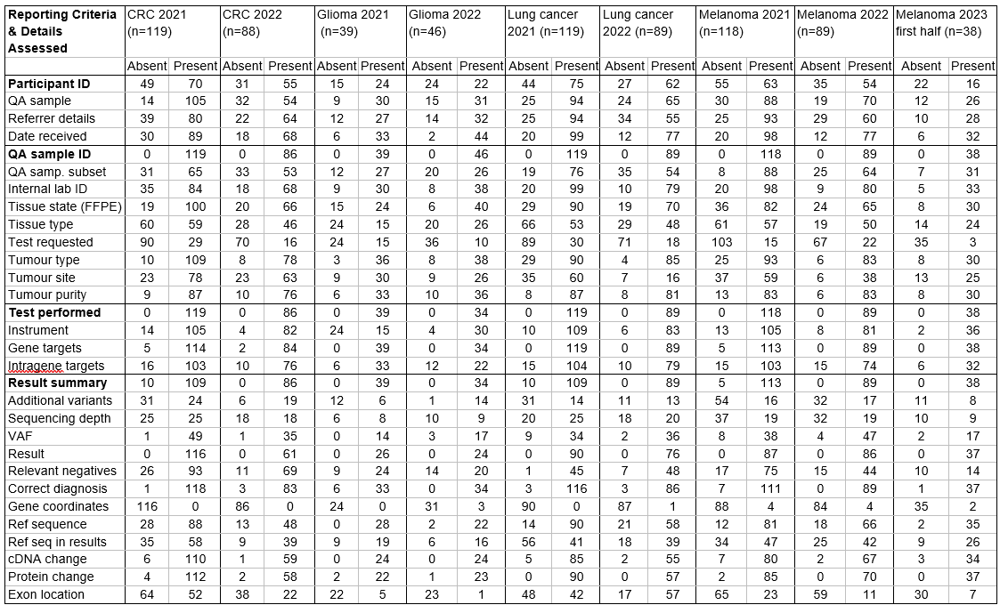 Reporting Criteria & Details Assessed CRC 2021 (n=119) CRC 2022 (n=88) Glioma 2021 (n=39) Glioma 2022 (n=46) Lung cancer 2021 (n=119) Lung cancer 2022 (n=89) Melanoma 2021 (n=118) Melanoma 2022 (n=89) Melanoma 2023 first half (n=38)
Absent Present Absent Present Absent Present Absent Present Absent Present Absent Present Absent Present Absent Present Absent Present
Participant ID 49 70 31 55 15 24 24 22 44 75 27 62 55 63 35 54 22 16
QA sample 14 105 32 54 9 30 15 31 25 94 24 65 30 88 19 70 12 26
Referrer details 39 80 22 64 12 27 14 32 25 94 34 55 25 93 29 60 10 28
Date received 30 89 18 68 6 33 2 44 20 99 12 77 20 98 12 77 6 32
QA sample ID 0 119 0 86 0 39 0 46 0 119 0 89 0 118 0 89 0 38
QA samp. subset 31 65 33 53 12 27 20 26 19 76 35 54 8 88 25 64 7 31
Internal lab ID 35 84 18 68 9 30 8 38 20 99 10 79 20 98 9 80 5 33
Tissue state (FFPE) 19 100 20 66 15 24 6 40 29 90 19 70 36 82 24 65 8 30
Tissue type 60 59 28 46 24 15 20 26 66 53 29 48 61 57 19 50 14 24
Test requested 90 29 70 16 24 15 36 10 89 30 71 18 103 15 67 22 35 3
Tumour type 10 109 8 78 3 36 8 38 29 90 4 85 25 93 6 83 8 30
Tumour site 23 78 23 63 9 30 9 26 35 60 7 16 37 59 6 38 13 25
Tumour purity 9 87 10 76 6 33 10 36 8 87 8 81 13 83 6 83 8 30
Test performed 0 119 0 86 0 39 0 34 0 119 0 89 0 118 0 89 0 38
Instrument 14 105 4 82 24 15 4 30 10 109 6 83 13 105 8 81 2 36
Gene targets 5 114 2 84 0 39 0 34 0 119 0 89 5 113 0 89 0 38
Intragene targets 16 103 10 76 6 33 12 22 15 104 10 79 15 103 15 74 6 32
Result summary 10 109 0 86 0 39 0 34 10 109 0 89 5 113 0 89 0 38
Additional variants 31 24 6 19 12 6 1 14 31 14 11 13 54 16 32 17 11 8
Sequencing depth 25 25 18 18 6 8 10 9 20 25 18 20 37 19 32 19 10 9
VAF 1 49 1 35 0 14 3 17 9 34 2 36 8 38 4 47 2 17
Result 0 116 0 61 0 26 0 24 0 90 0 76 0 87 0 86 0 37
Relevant negatives 26 93 11 69 9 24 14 20 1 45 7 48 17 75 15 44 10 14
Correct diagnosis 1 118 3 83 6 33 0 34 3 116 3 86 7 111 0 89 1 37
Gene coordinates 116 0 86 0 24 0 31 3 90 0 87 1 88 4 84 4 35 2
Ref sequence 28 88 13 48 0 28 2 22 14 90 21 58 12 81 18 66 2 35
Ref seq in results 35 58 9 39 9 19 6 16 56 41 18 39 34 47 25 42 9 26
cDNA change 6 110 1 59 0 24 0 24 5 85 2 55 7 80 2 67 3 34
Protein change 4 112 2 58 2 22 1 23 0 90 0 57 2 85 0 70 0 37
Exon location 64 52 38 22 22 5 23 1 48 42 17 57 65 23 59 11 30 7